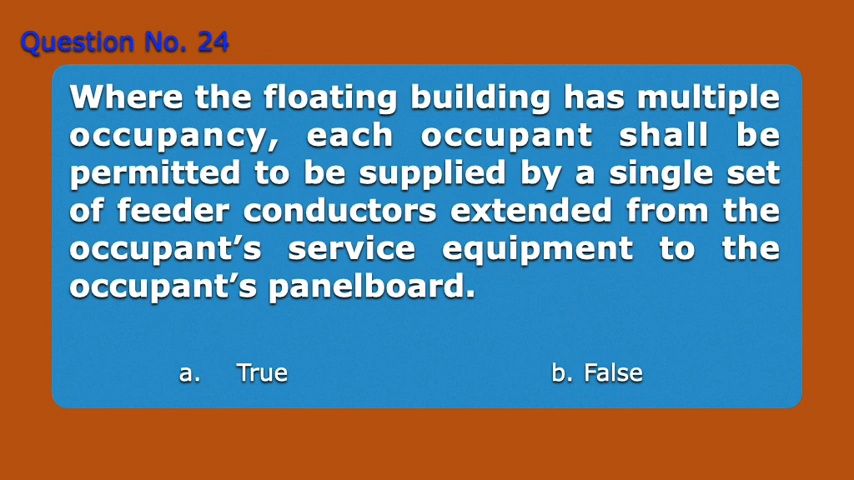 Question No. 24
Where the floating building has multiple
occupancy, each occupant shall be
permitted to be supplied by a single set
of feeder conductors extended from the
occupant’s service equipment to the
occupant’s panelboard.
a. True b. False